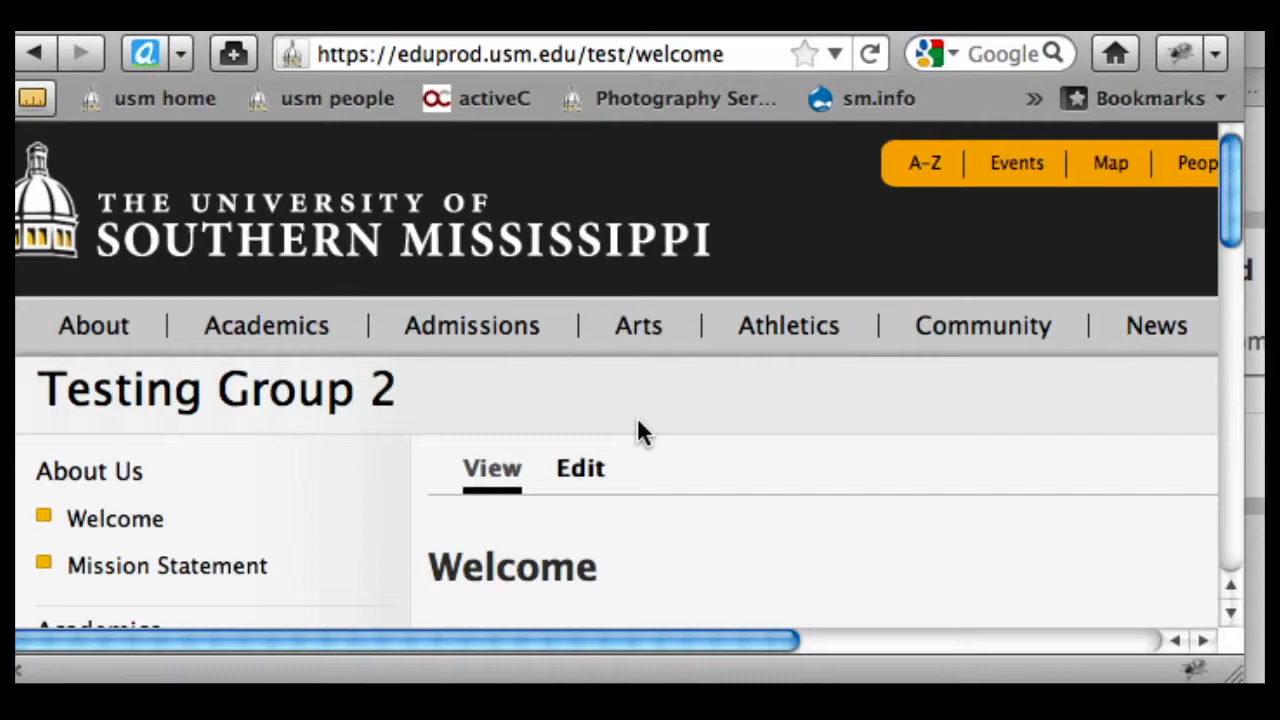 https://eduprod.usm.edu/test/welcome
Google
usm home usm people activeC Photography Ser... sm.info » Bookmarks
A-Z | Events | Map | Peop
THE UNIVERSITY OF
SOUTHERN MISSISSIPPI
About | Academics | Admissions | Arts | Athletics | Community | News
Testing Group 2
About Us
Welcome
Mission Statement
Academics
View Edit
Welcome